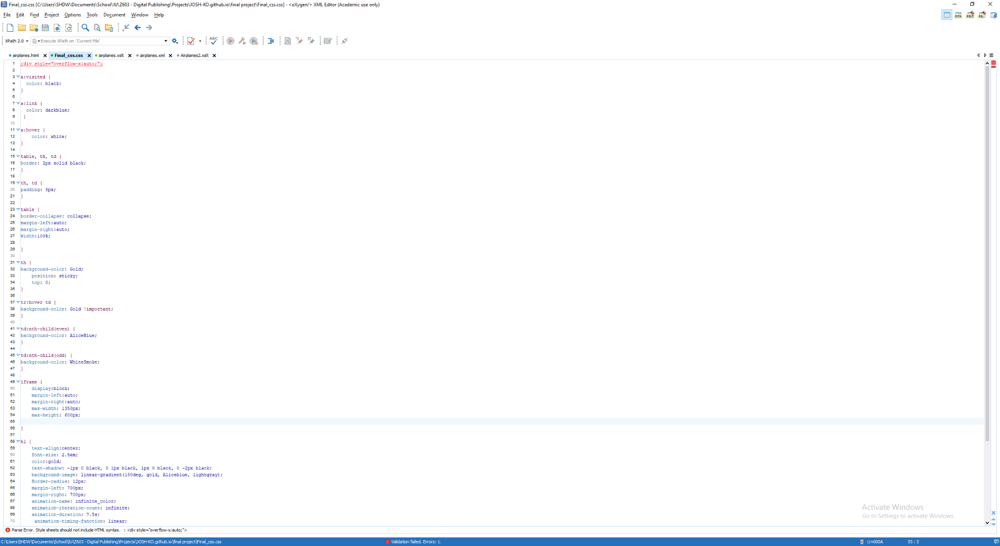 Final_css.css [C:\Users\SHDW\Documents\School\IU\Z603 - Digital Publishing\Projects\JOSH-KO.github.io\final project\Final_css.css] - <oXygen/> XML Editor (Academic use only)
File Edit Find Project Options Tools Document Window Help
DITA XSLT XQ
XPath 2.0 Execute XPath on 'Current File' ABC
airplanes.html Final_css.css airplanes.xslt airplanes.xml Airplanes2.xslt
1 <div style="overflow-x:auto;">
2
3 a:visited {
4 color: black;
5 }
6
7 a:link {
8 color: darkblue;
9 }
10
11 a:hover {
12 color: white;
13 }
14
15 table, th, td {
16 border: 2px solid black;
17 }
18
19 th, td {
20 padding: 8px;
21 }
22
23 table {
24 border-collapse: collapse;
25 margin-left:auto;
26 margin-right:auto;
27 Width:100%;
28
29 }
30
31 th {
32 background-color: Gold;
33 position: sticky;
34 top: 0;
35 }
36
37 tr:hover td {
38 background-color: Gold !important;
39 }
40
41 td:nth-child(even) {
42 background-color: AliceBlue;
43 }
44
45 td:nth-child(odd) {
46 background-color: WhiteSmoke;
47 }
48
49 iframe {
50 display:block;
51 margin-left:auto;
52 margin-right:auto;
53 max-width: 1350px;
54 max-height: 600px;
55
56 }
57
58 h1 {
59 text-align:center;
60 font-size: 2.5em;
61 color:gold;
62 text-shadow: -1px 0 black, 0 1px black, 1px 0 black, 0 -2px black;
63 background-image: linear-gradient(180deg, gold, Aliceblue, lightgray);
64 Border-radius: 12px;
65 margin-left: 700px;
66 margin-right: 700px;
67 animation-name: infinite_color;
68 animation-iteration-count: infinite;
69 animation-duration: 7.5s;
70 animation-timing-function: linear;
Activate Windows
Go to Settings to activate Windows.
Parse Error. Style sheets should not include HTML syntax. : <div style="overflow-x:auto;">
C:\Users\SHDW\Documents\School\IU\Z603 - Digital Publishing\Projects\JOSH-KO.github.io\final project\Final_css.css Validation failed. Errors: 1. U+000A 55 : 3